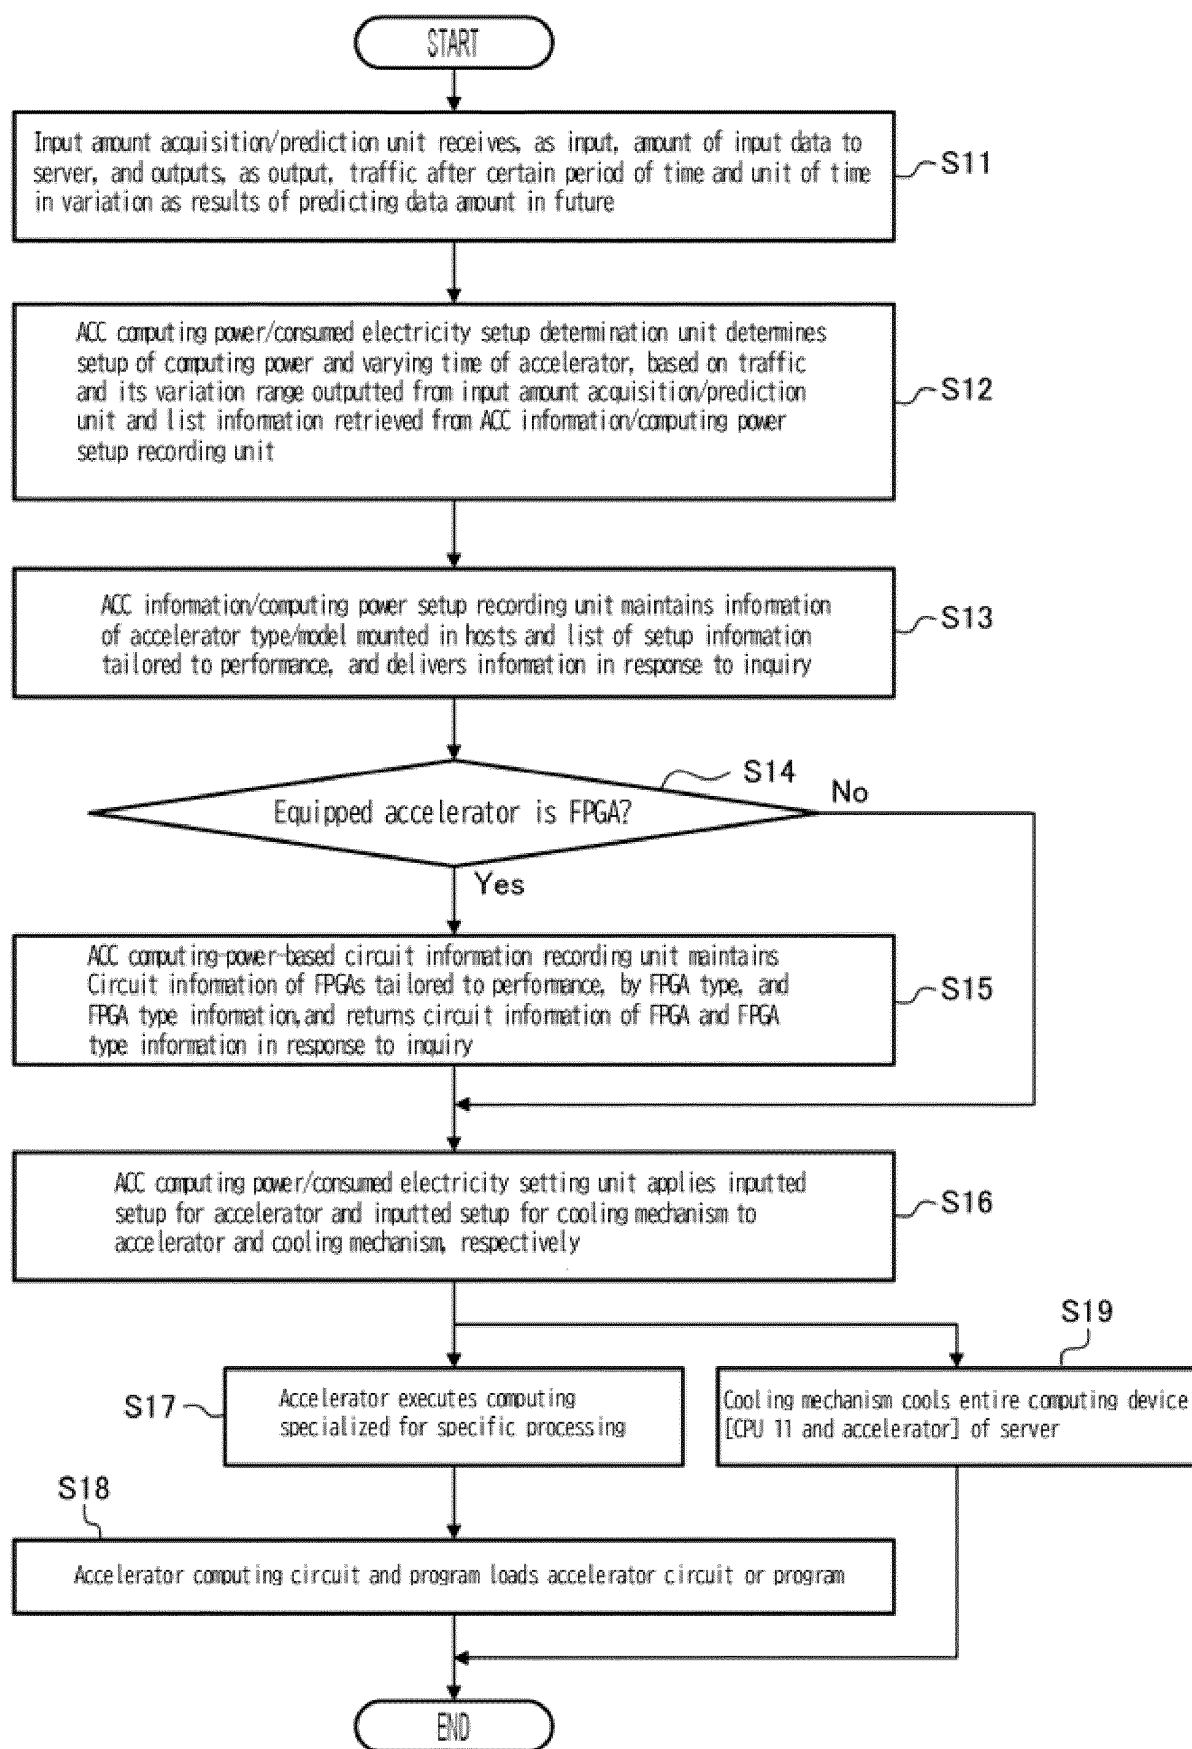 START
Input amount acquisition/prediction unit receives, as input, amount of input data to
server, and outputs, as output, traffic after certain period of time and unit of time
in variation as results of predicting data amount in future
S11
ACC computing power/consumed electricity setup determination unit determines
setup of computing power and varying time of accelerator, based on traffic
and its variation range outputted from input amount acquisition/prediction
unit and list information retrieved from ACC information/computing power
setup recording unit
S12
ACC information/computing power setup recording unit maintains information
of accelerator type/model mounted in hosts and list of setup information
tailored to performance, and delivers information in response to inquiry
S13
S14
No
Equipped accelerator is FPGA?
Yes
ACC computing-power-based circuit information recording unit maintains
Circuit information of FPGAs tailored to performance, by FPGA type, and
FPGA type information,and returns circuit information of FPGA and FPGA
type information in response to inquiry
S15
ACC computing power/consumed electricity setting unit applies inputted
setup for accelerator and inputted setup for cooling mechanism to
accelerator and cooling mechanism, respectively
S16
S19
S17
Accelerator executes computing
specialized for specific processing
Cooling mechanism cools entire computing device
[CPU 11 and accelerator] of server
S18
Accelerator computing circuit and program loads accelerator circuit or program
END